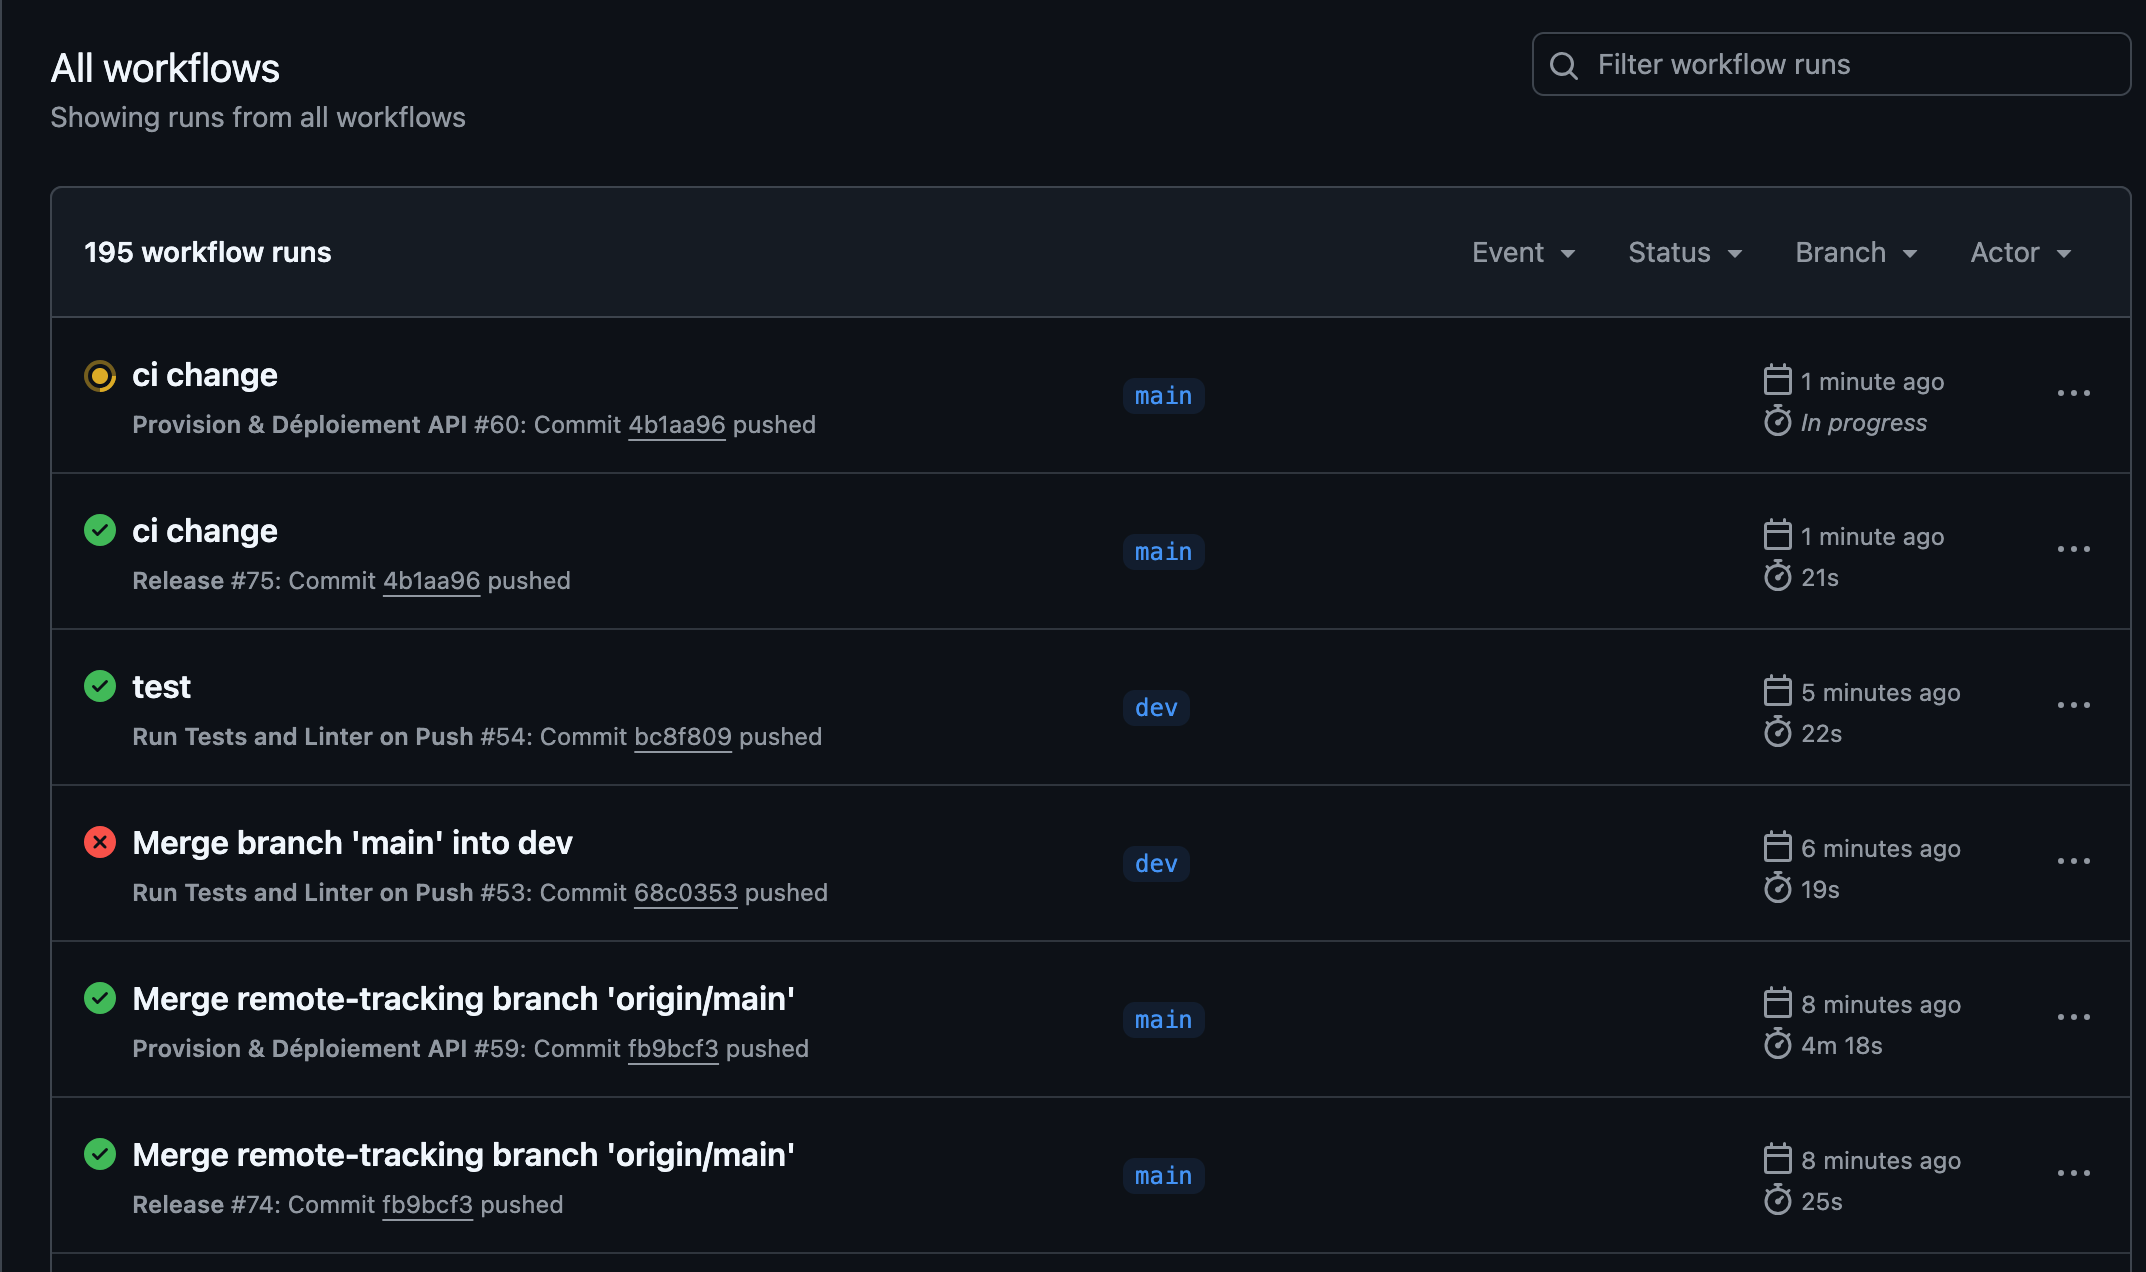 All workflows
Filter workflow runs
Showing runs from all workflows
195 workflow runs
Event
Status
Branch
Actor
ci change
Provision & Déploiement API #60: Commit 4b1aa96 pushed
main
1 minute ago
In progress
ci change
Release #75: Commit 4b1aa96 pushed
main
1 minute ago
21s
test
Run Tests and Linter on Push #54: Commit bc8f809 pushed
dev
5 minutes ago
22s
Merge branch 'main' into dev
Run Tests and Linter on Push #53: Commit 68c0353 pushed
dev
6 minutes ago
19s
Merge remote-tracking branch 'origin/main'
Provision & Déploiement API #59: Commit fb9bcf3 pushed
main
8 minutes ago
4m 18s
Merge remote-tracking branch 'origin/main'
Release #74: Commit fb9bcf3 pushed
main
8 minutes ago
25s